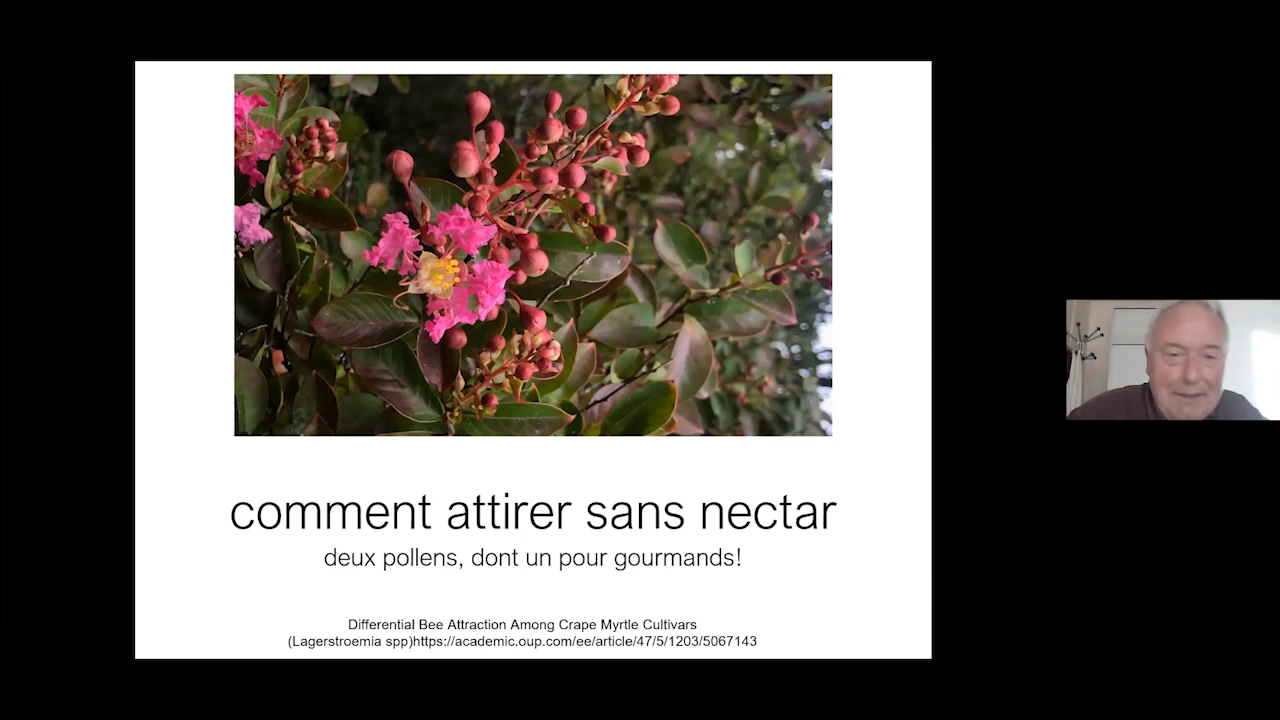 comment attirer sans nectar
deux pollens, dont un pour gourmands!
Differential Bee Attraction Among Crape Myrtle Cultivars
(Lagerstroemia spp)https://academic.oup.com/ee/article/47/5/1203/5067143